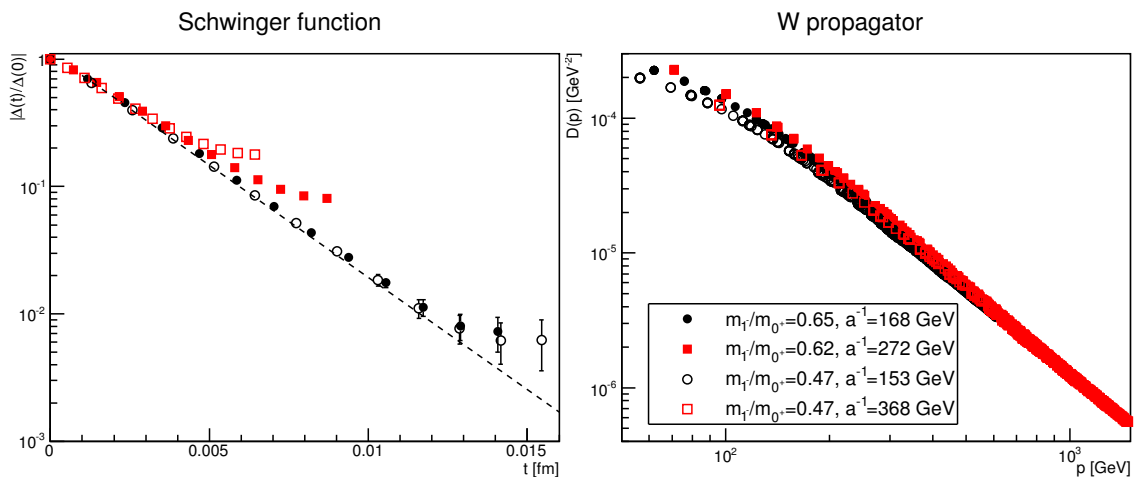 Schwinger function
|Δ(t)/Δ(0)|
1
10⁻¹
10⁻²
10⁻³
0
0.005
0.01
0.015
t [fm]
W propagator
D(p) [GeV⁻²]
10⁻⁴
10⁻⁵
10⁻⁶
m₁⁻/m₀⁺=0.65, a⁻¹=168 GeV
m₁⁻/m₀⁺=0.62, a⁻¹=272 GeV
m₁⁻/m₀⁺=0.47, a⁻¹=153 GeV
m₁⁻/m₀⁺=0.47, a⁻¹=368 GeV
10²
10³
p [GeV]